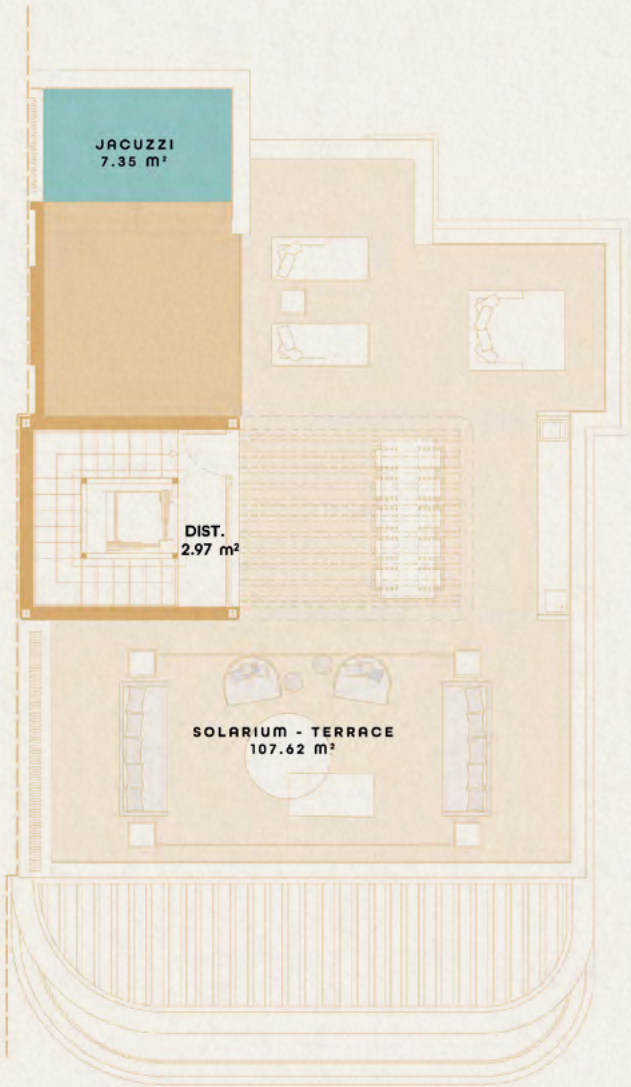 JACUZZI
7.35 m²
DIST.
2.97 m²
SOLARIUM - TERRACE
107.62 m²